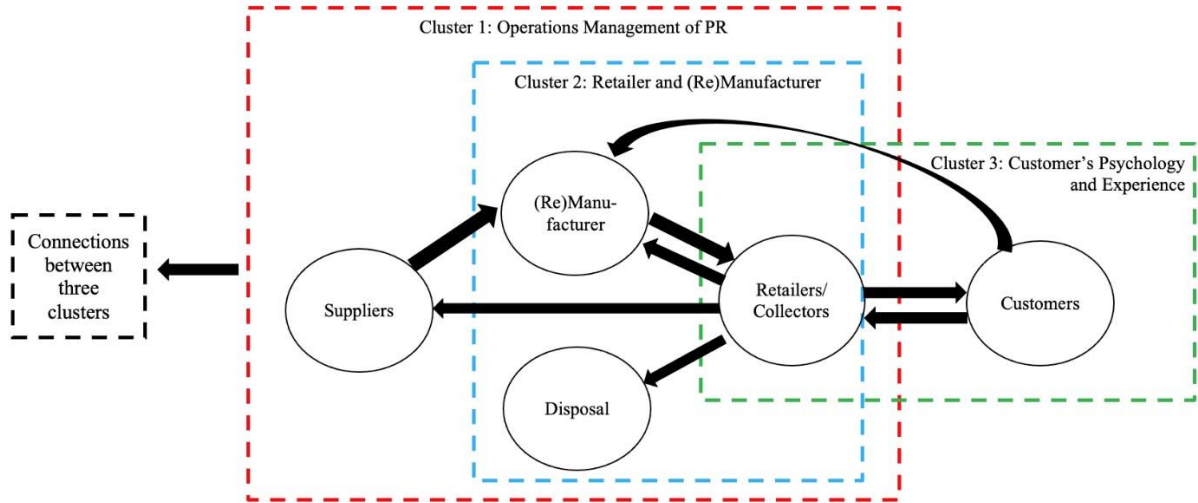 Cluster 1: Operations Management of PR
Cluster 2: Retailer and (Re)Manufacturer
Cluster 3: Customer’s Psychology
and Experience
(Re)Manu-
facturer
Connections
between
three
clusters
Suppliers
Retailers/
Collectors
Customers
Disposal